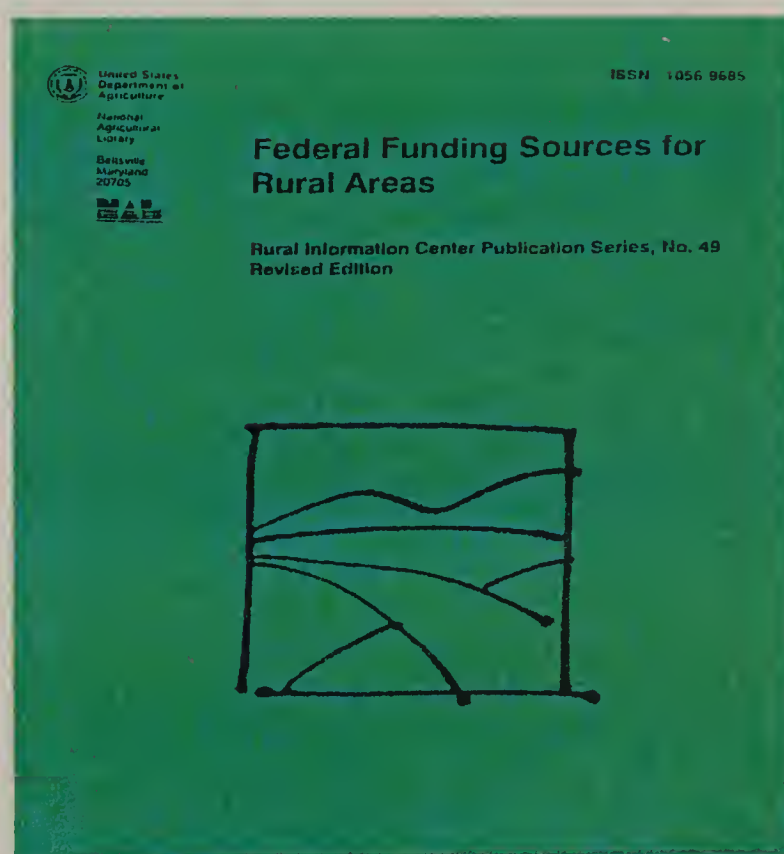 United States
Department of
Agriculture
National
Agricultural
Library
Beltsville
Maryland
20705
NAL
ISSN 1056 9685
Federal Funding Sources for
Rural Areas
Rural Information Center Publication Series, No. 49
Revised Edition